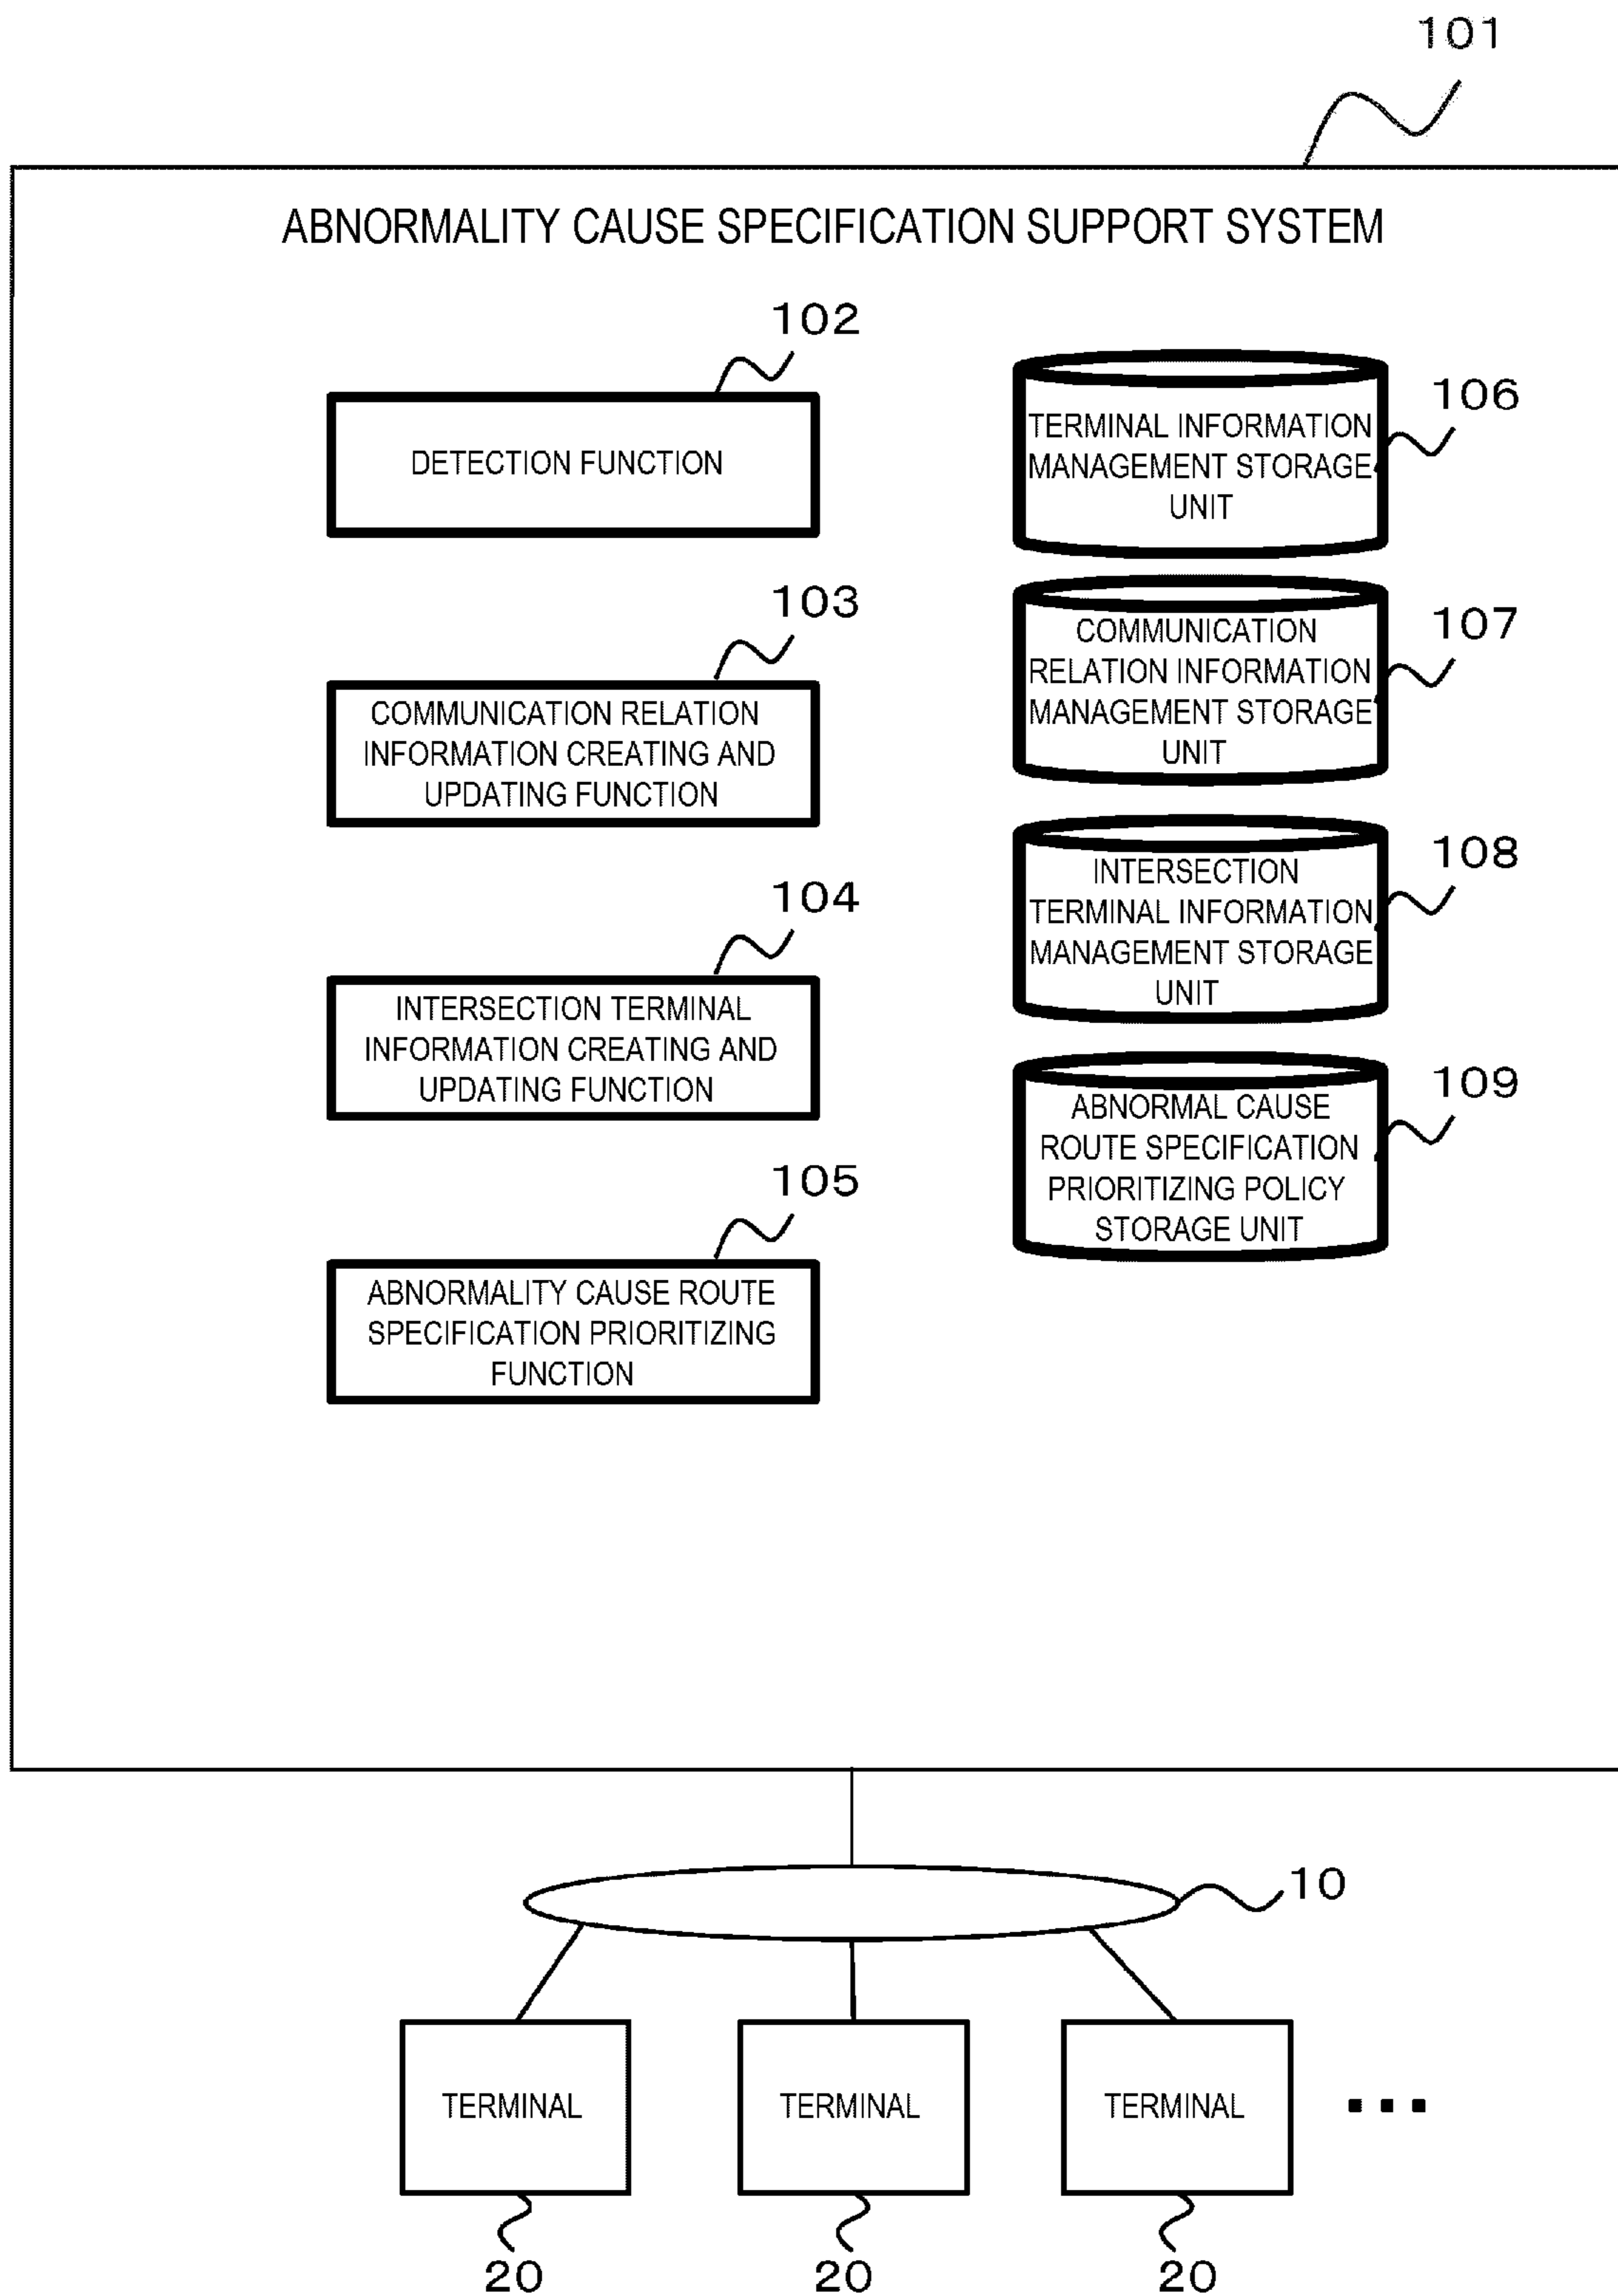 101
ABNORMALITY CAUSE SPECIFICATION SUPPORT SYSTEM
102
DETECTION FUNCTION
103
COMMUNICATION RELATION
INFORMATION CREATING AND
UPDATING FUNCTION
104
INTERSECTION TERMINAL
INFORMATION CREATING AND
UPDATING FUNCTION
105
ABNORMALITY CAUSE ROUTE
SPECIFICATION PRIORITIZING
FUNCTION
106
TERMINAL INFORMATION
MANAGEMENT STORAGE
UNIT
107
COMMUNICATION
RELATION INFORMATION
MANAGEMENT STORAGE
UNIT
108
INTERSECTION
TERMINAL INFORMATION
MANAGEMENT STORAGE
UNIT
109
ABNORMAL CAUSE
ROUTE SPECIFICATION
PRIORITIZING POLICY
STORAGE UNIT
10
TERMINAL TERMINAL TERMINAL ...
20 20 20